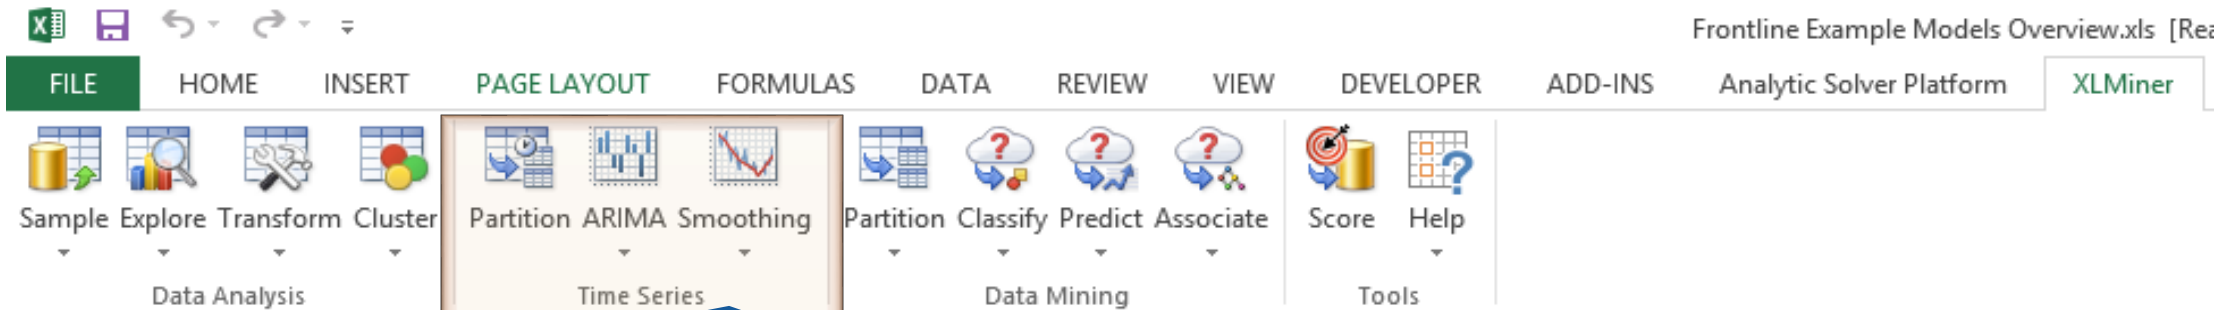 Frontline Example Models Overview.xls [Rea
FILE HOME INSERT PAGE LAYOUT FORMULAS DATA REVIEW VIEW DEVELOPER ADD-INS Analytic Solver Platform XLMiner
Sample Explore Transform Cluster Partition ARIMA Smoothing Partition Classify Predict Associate Score Help
Data Analysis Time Series Data Mining Tools